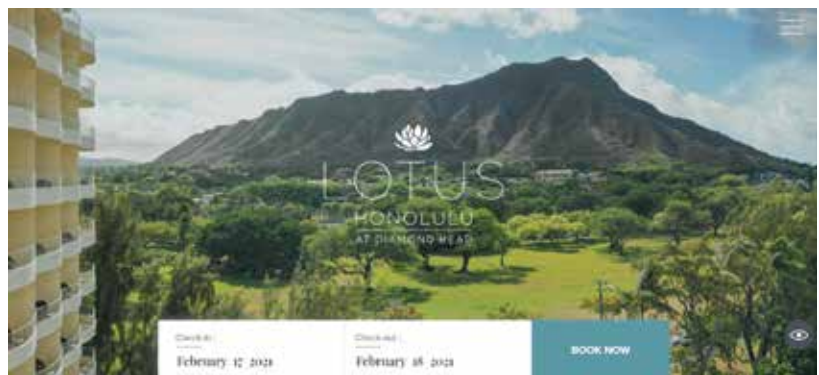 LOTUS
HONOLULU
AT DIAMOND HEAD
Check-in :
February 17 2021
Check-out :
February 18 2021
BOOK NOW